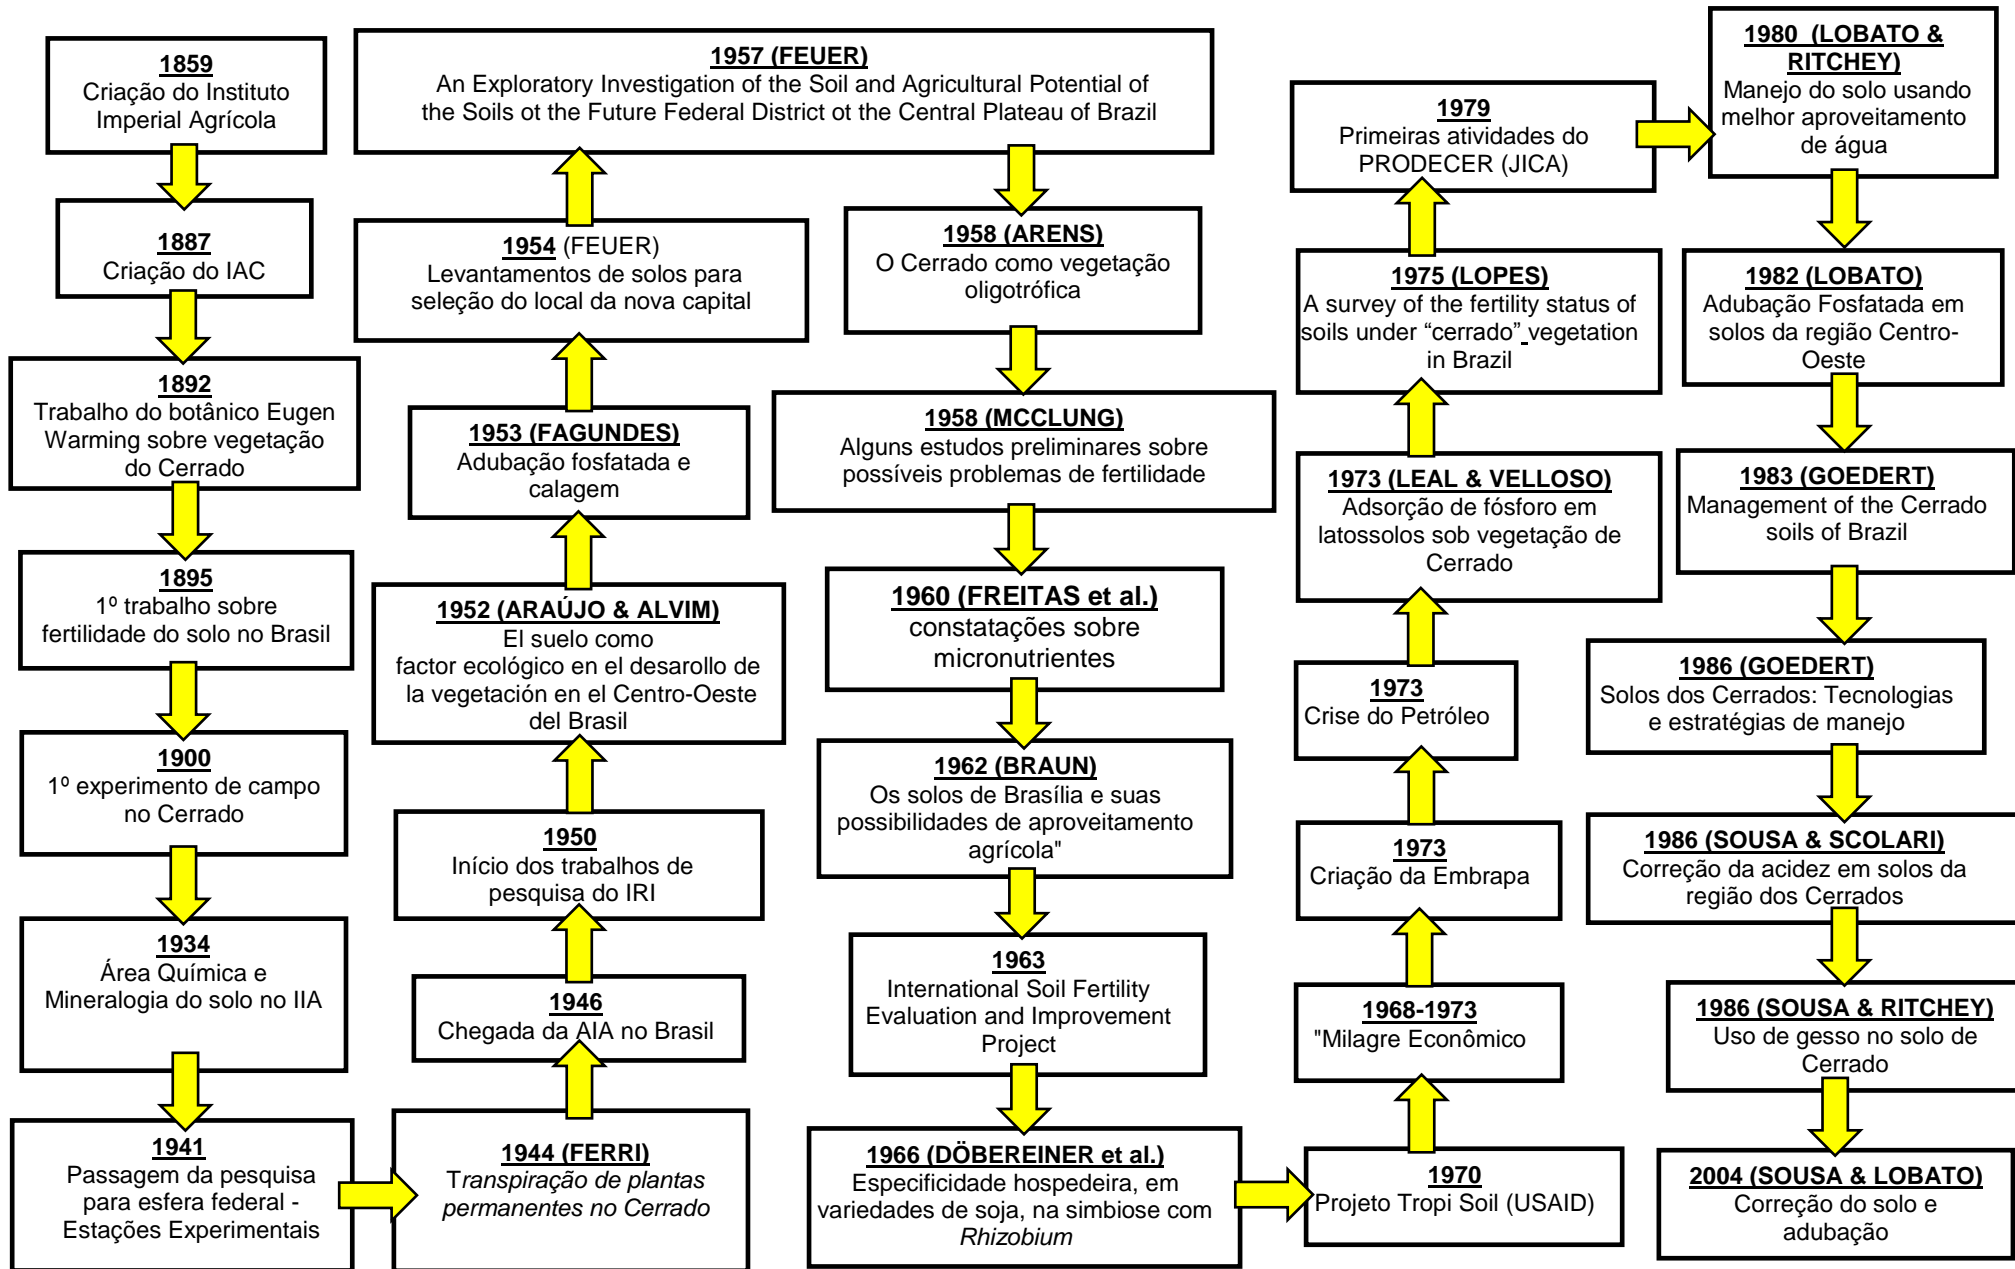 1859
Criação do Instituto
Imperial Agrícola
1887
Criação do IAC
1892
Trabalho do botânico Eugen
Warming sobre vegetação
do Cerrado
1895
1º trabalho sobre
fertilidade do solo no Brasil
1900
1º experimento de campo
no Cerrado
1934
Área Química e
Mineralogia do solo no IIA
1941
Passagem da pesquisa
para esfera federal -
Estações Experimentais
1944 (FERRI)
Transpiração de plantas
permanentes no Cerrado
1946
Chegada da AIA no Brasil
1950
Início dos trabalhos de
pesquisa do IRI
1952 (ARAÚJO & ALVIM)
El suelo como
factor ecológico en el desarollo de
la vegetación en el Centro-Oeste
del Brasil
1953 (FAGUNDES)
Adubação fosfatada e
calagem
1954 (FEUER)
Levantamentos de solos para
seleção do local da nova capital
1957 (FEUER)
An Exploratory Investigation of the Soil and Agricultural Potential of
the Soils ot the Future Federal District ot the Central Plateau of Brazil
1958 (ARENS)
O Cerrado como vegetação
oligotrófica
1958 (MCCLUNG)
Alguns estudos preliminares sobre
possíveis problemas de fertilidade
1960 (FREITAS et al.)
constatações sobre
micronutrientes
1962 (BRAUN)
Os solos de Brasília e suas
possibilidades de aproveitamento
agrícola"
1963
International Soil Fertility
Evaluation and Improvement
Project
1966 (DÖBEREINER et al.)
Especificidade hospedeira, em
variedades de soja, na simbiose com
Rhizobium
1970
Projeto Tropi Soil (USAID)
1968-1973
"Milagre Econômico
1973
Criação da Embrapa
1973
Crise do Petróleo
1973 (LEAL & VELLOSO)
Adsorção de fósforo em
latossolos sob vegetação de
Cerrado
1975 (LOPES)
A survey of the fertility status of
soils under “cerrado” vegetation
in Brazil
1979
Primeiras atividades do
PRODECER (JICA)
1980 (LOBATO &
RITCHEY)
Manejo do solo usando
melhor aproveitamento
de água
1982 (LOBATO)
Adubação Fosfatada em
solos da região Centro-
Oeste
1983 (GOEDERT)
Management of the Cerrado
soils of Brazil
1986 (GOEDERT)
Solos dos Cerrados: Tecnologias
e estratégias de manejo
1986 (SOUSA & SCOLARI)
Correção da acidez em solos da
região dos Cerrados
1986 (SOUSA & RITCHEY)
Uso de gesso no solo de
Cerrado
2004 (SOUSA & LOBATO)
Correção do solo e
adubação